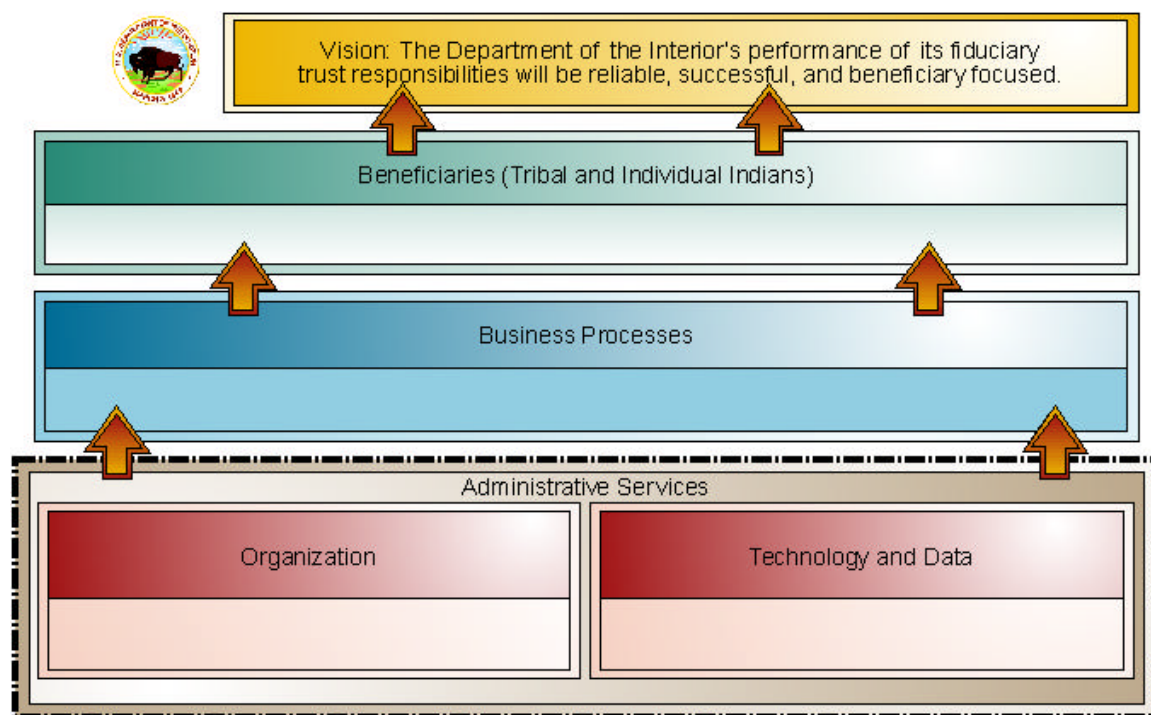 Vision: The Department of the Interior's performance of its fiduciary
trust responsibilities will be reliable, successful, and beneficiary focused.
Beneficiaries (Tribal and Individual Indians)
Business Processes
Administrative Services
Organization
Technology and Data